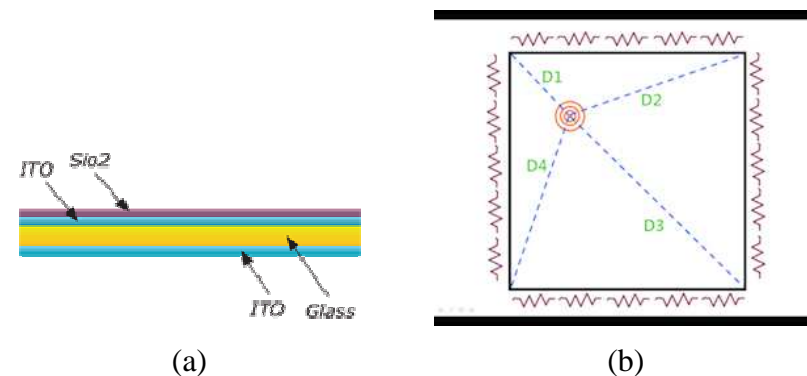 ITO
Sio2
ITO
Glass
D1
D2
D4
D3
(a)
(b)